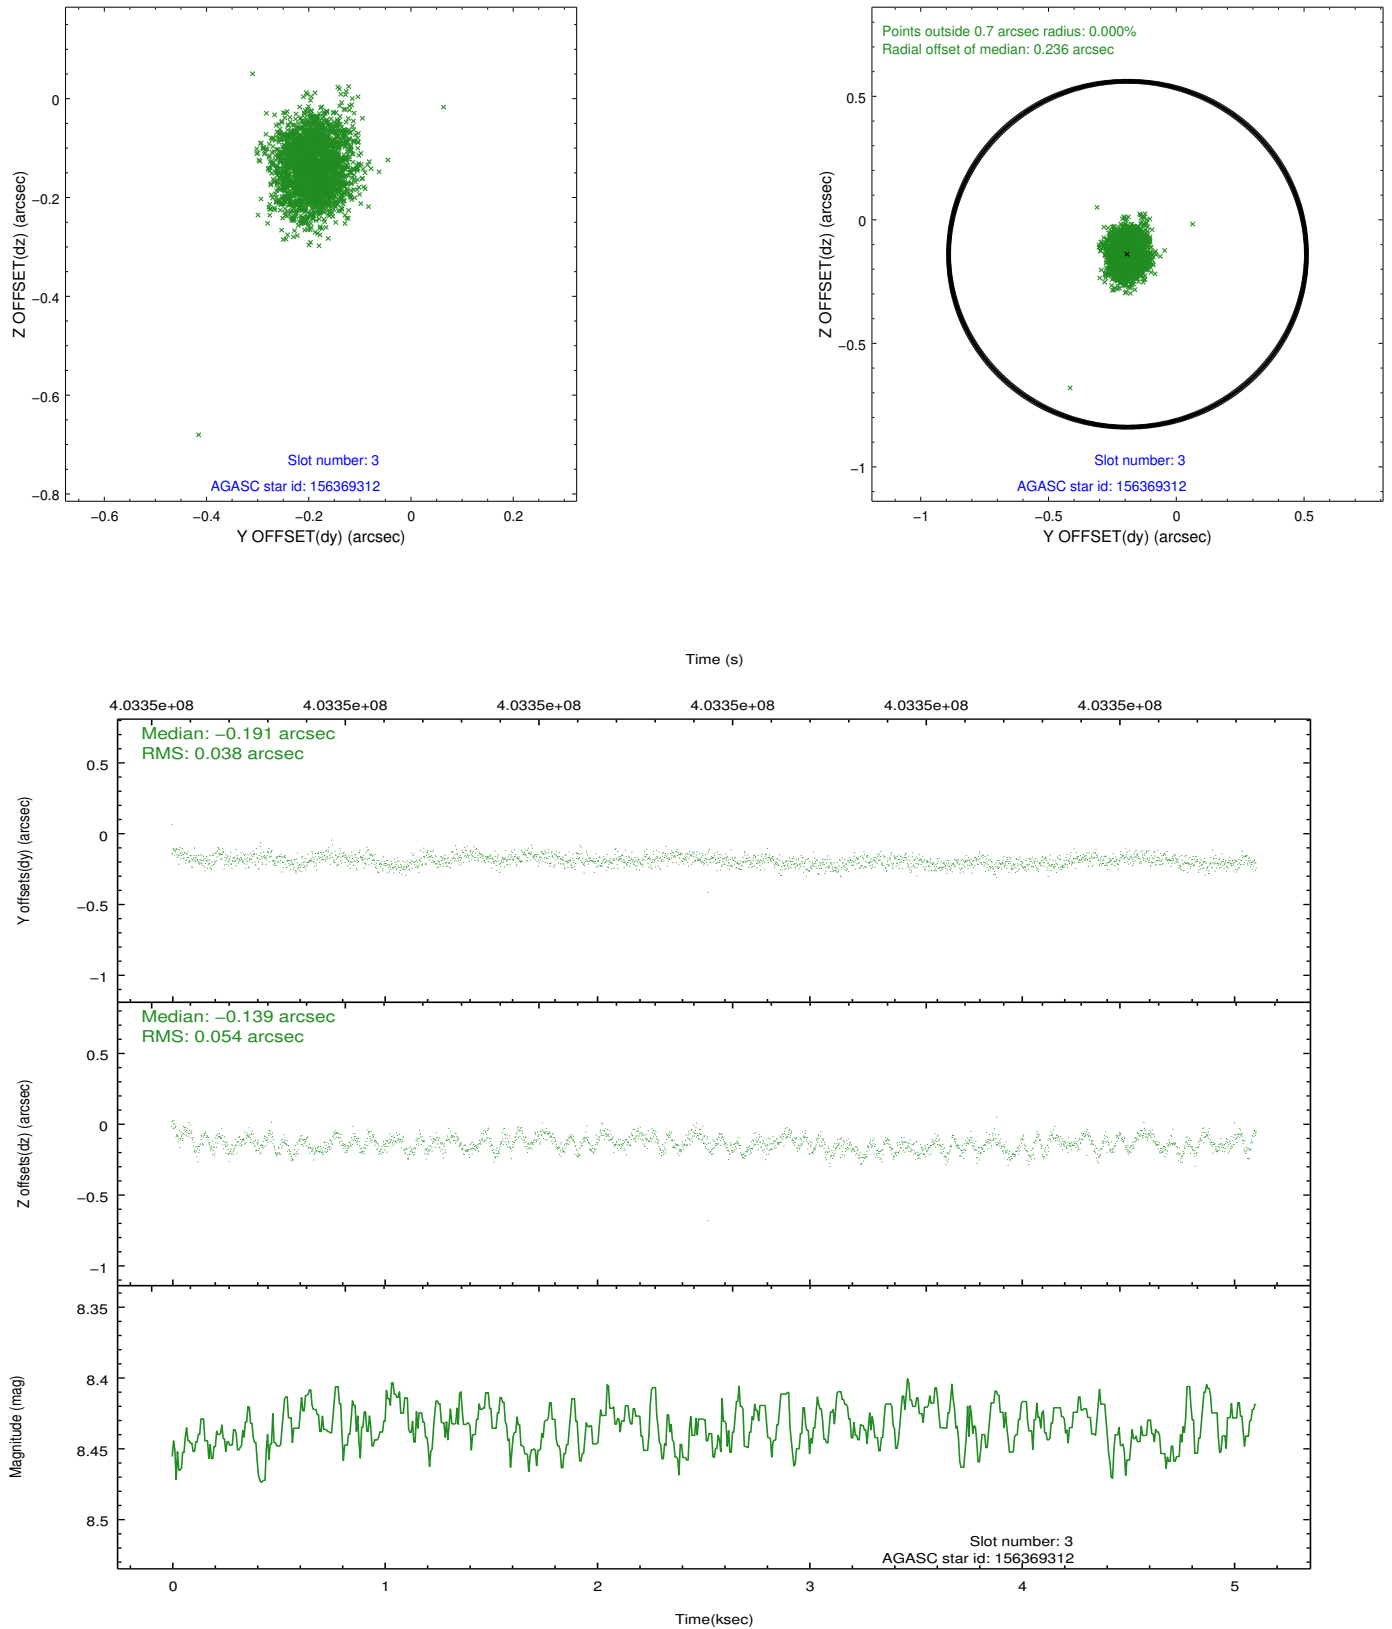 0
−0.2
−0.4
−0.6
−0.8
Z OFFSET(dz) (arcsec)
Slot number: 3
AGASC star id: 156369312
−0.6
−0.4
−0.2
0
0.2
Y OFFSET(dy) (arcsec)
Points outside 0.7 arcsec radius: 0.000%
Radial offset of median: 0.236 arcsec
0.5
0
−0.5
−1
Z OFFSET(dz) (arcsec)
Slot number: 3
AGASC star id: 156369312
−1
−0.5
0
0.5
Y OFFSET(dy) (arcsec)
Time (s)
4.0335e+08
4.0335e+08
4.0335e+08
4.0335e+08
4.0335e+08
4.0335e+08
Median: −0.191 arcsec
RMS: 0.038 arcsec
0.5
0
−0.5
−1
Y offsets(dy) (arcsec)
Median: −0.139 arcsec
RMS: 0.054 arcsec
0.5
0
−0.5
−1
Z offsets(dz) (arcsec)
8.35
8.4
8.45
8.5
Magnitude (mag)
Slot number: 3
AGASC star id: 156369312
0
1
2
3
4
5
Time(ksec)